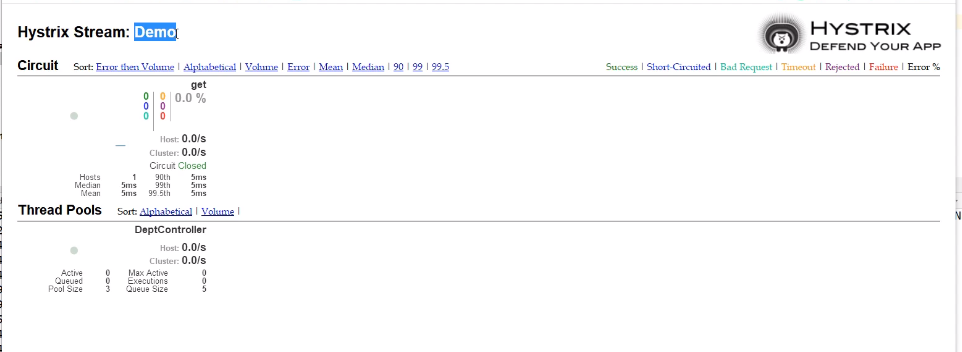 Hystrix Stream: Demo
HYSTRIX
DEFEND YOUR APP
Circuit Sort: Error then Volume | Alphabetical | Volume | Error | Mean | Median | 90 | 99 | 99.5
Success | Short-Circuited | Bad Request | Timeout | Rejected | Failure | Error %
get
0 0 0.0 %
0 0
0 0
Host: 0.0/s
Cluster: 0.0/s
Circuit Closed
Hosts 1 90th 5ms
Median 5ms 99th 5ms
Mean 5ms 99.5th 5ms
Thread Pools Sort: Alphabetical | Volume |
DeptController
Host: 0.0/s
Cluster: 0.0/s
Active 0 Max Active 0
Queued 0 Executions 0
Pool Size 3 Queue Size 5